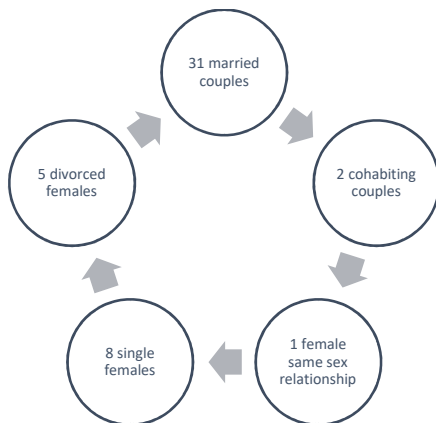 31 married
couples
2 cohabiting
couples
1 female
same sex
relationship
8 single
females
5 divorced
females